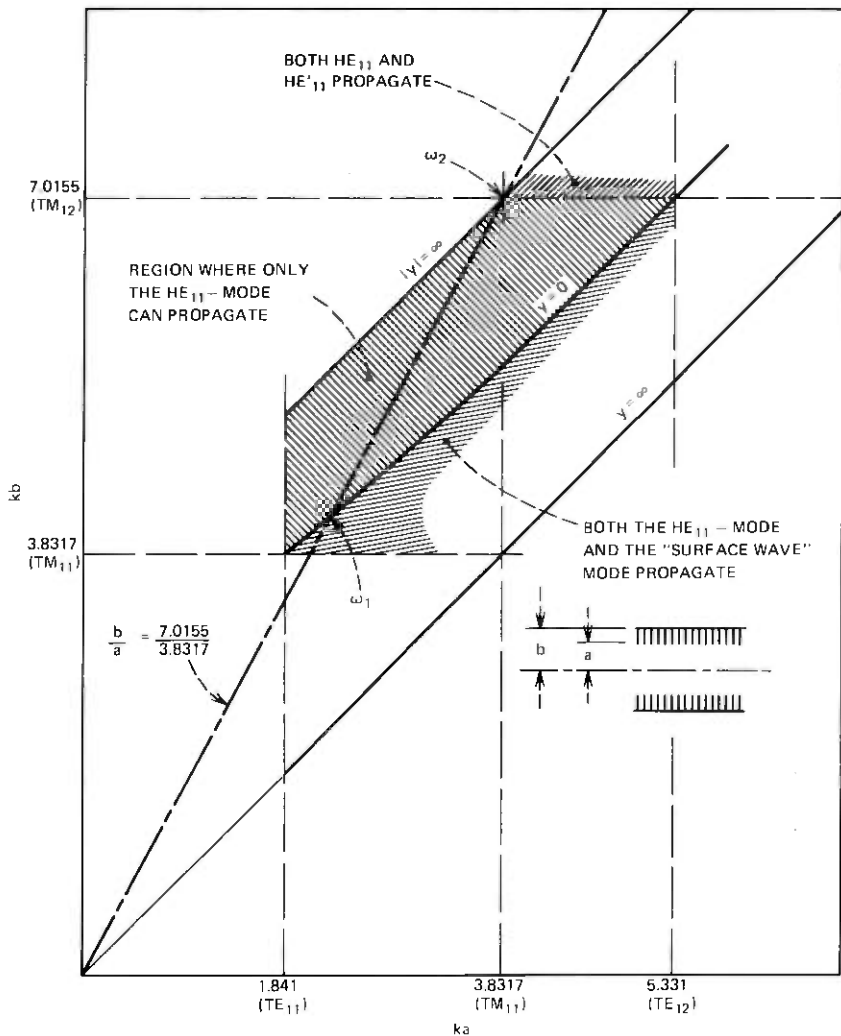 BOTH HE₁₁ AND
HE'₁₁ PROPAGATE
ω₂
7.0155
(TM₁₂)
|y| = ∞
REGION WHERE ONLY
THE HE₁₁ – MODE
CAN PROPAGATE
y = 0
y = ∞
kb
3.8317
(TM₁₁)
BOTH THE HE₁₁ – MODE
AND THE "SURFACE WAVE"
MODE PROPAGATE
ω₁
b/a = 7.0155/3.8317
b
a
1.841
(TE₁₁)
3.8317
(TM₁₁)
5.331
(TE₁₂)
ka